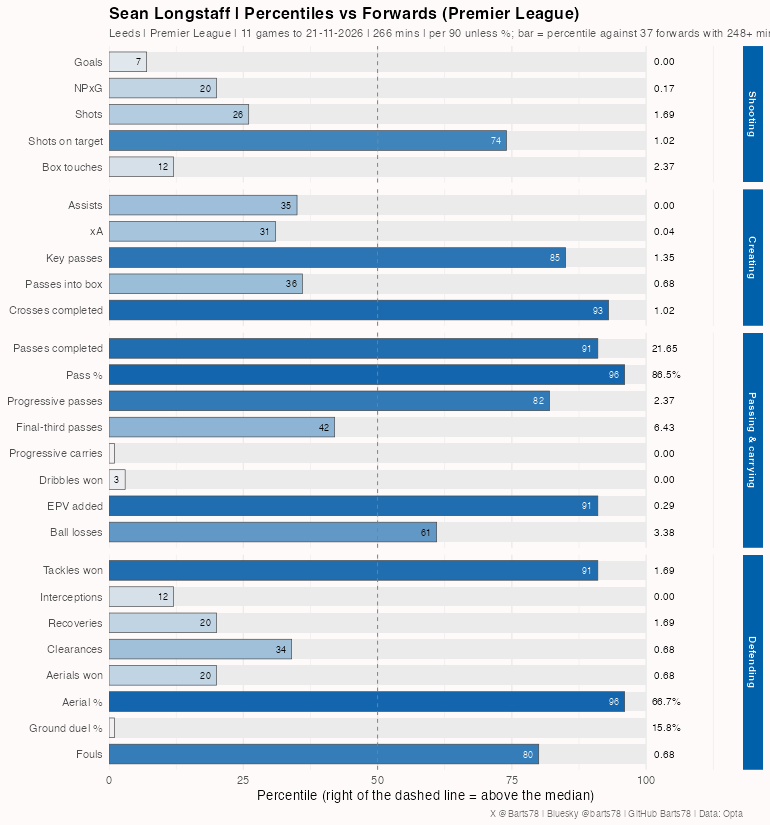 Sean Longstaff | Percentiles vs Forwards (Premier League)
Leeds | Premier League | 11 games to 21-11-2026 | 266 mins | per 90 unless %; bar = percentile against 37 forwards with 248+
Goals 7 0.00
NPxG 20 0.17
Shots 26 1.69
Shots on target 74 1.02
Box touches 12 2.37
Shooting
Assists 35 0.00
xA 31 0.04
Key passes 85 1.35
Passes into box 36 0.68
Crosses completed 93 1.02
Creating
Passes completed 91 21.65
Pass % 96 86.5%
Progressive passes 82 2.37
Final-third passes 42 6.43
Progressive carries 0.00
Dribbles won 3 0.00
EPV added 91 0.29
Ball losses 61 3.38
Passing & carrying
Tackles won 91 1.69
Interceptions 12 0.00
Recoveries 20 1.69
Clearances 34 0.68
Aerials won 20 0.68
Aerial % 96 66.7%
Ground duel % 15.8%
Fouls 80 0.68
Defending
0 25 50 75 100
Percentile (right of the dashed line = above the median)
X @Barts78 | Bluesky @barts78 | GitHub Barts78 | Data: Opta